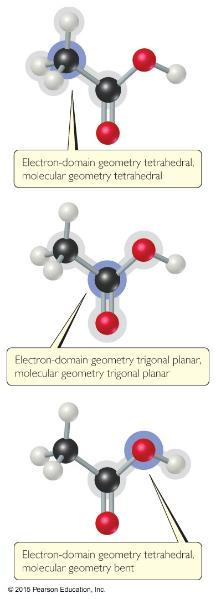 Electron-domain geometry tetrahedral,
molecular geometry tetrahedral
Electron-domain geometry trigonal planar,
molecular geometry trigonal planar
Electron-domain geometry tetrahedral,
molecular geometry bent
© 2015 Pearson Education, Inc.